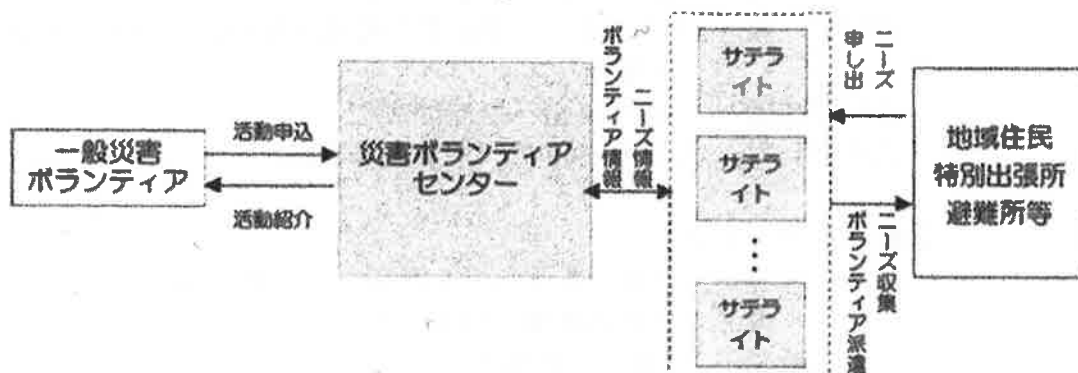 一般災害
ボランティア
活動申込
活動紹介
災害ボランティア
センター
ニーズ情報
ボランティア情報
サテラ
イト
サテラ
イト
サテラ
イト
ニーズ
申し出
ニーズ収集
ボランティア派遣
地域住民
特別出張所
避難所等